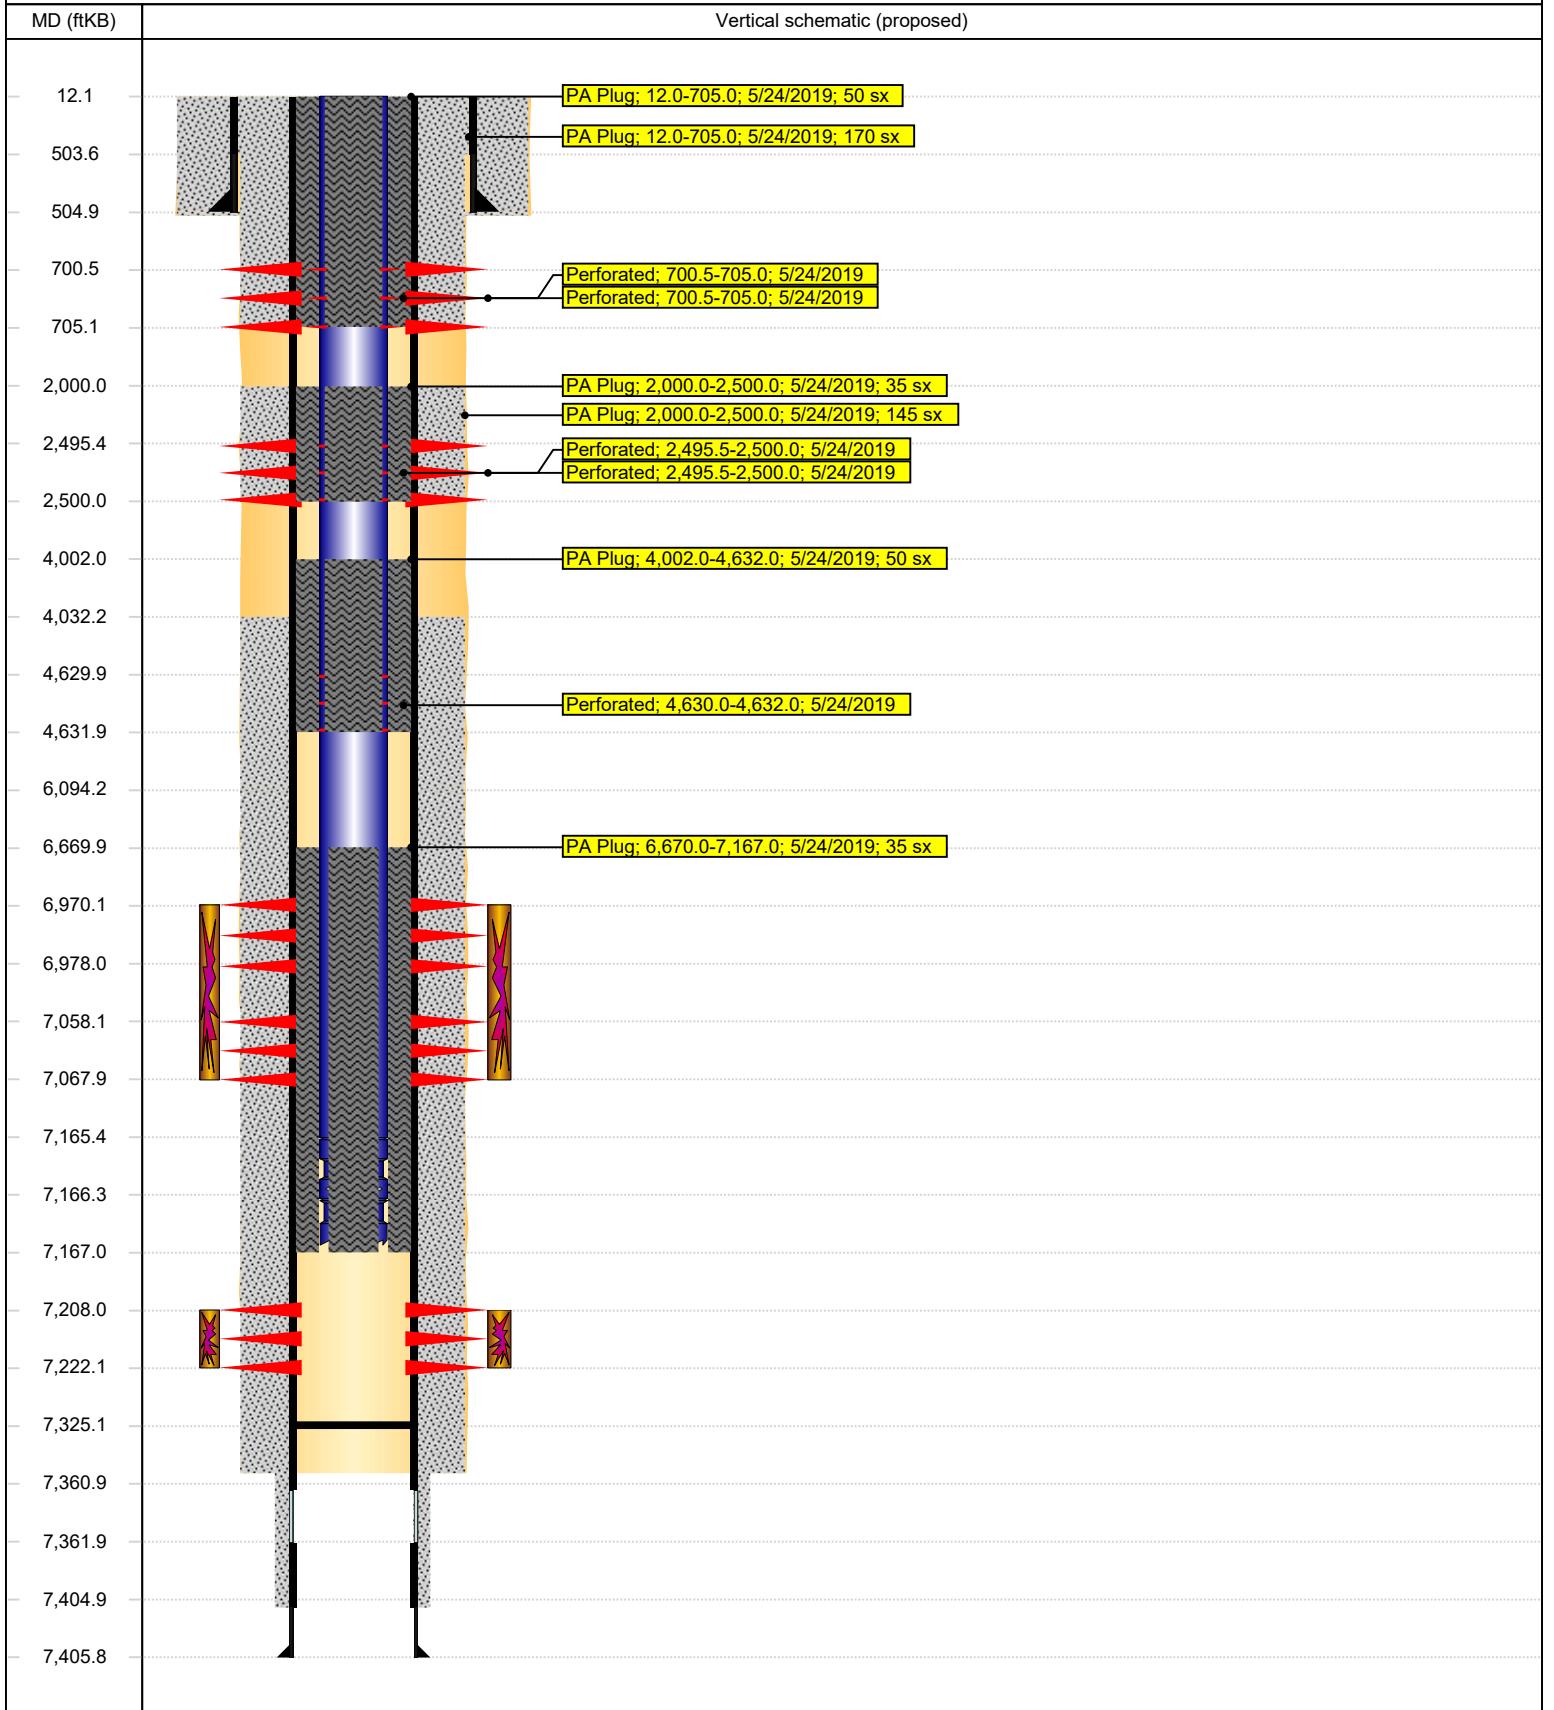 MD (ftKB) Vertical schematic (proposed)
12.1 PA Plug; 12.0-705.0; 5/24/2019; 50 sx
PA Plug; 12.0-705.0; 5/24/2019; 170 sx
503.6
504.9
700.5 Perforated; 700.5-705.0; 5/24/2019
Perforated; 700.5-705.0; 5/24/2019
705.1
2,000.0 PA Plug; 2,000.0-2,500.0; 5/24/2019; 35 sx
PA Plug; 2,000.0-2,500.0; 5/24/2019; 145 sx
2,495.4 Perforated; 2,495.5-2,500.0; 5/24/2019
Perforated; 2,495.5-2,500.0; 5/24/2019
2,500.0
4,002.0 PA Plug; 4,002.0-4,632.0; 5/24/2019; 50 sx
4,032.2
4,629.9
Perforated; 4,630.0-4,632.0; 5/24/2019
4,631.9
6,094.2
6,669.9 PA Plug; 6,670.0-7,167.0; 5/24/2019; 35 sx
6,970.1
6,978.0
7,058.1
7,067.9
7,165.4
7,166.3
7,167.0
7,208.0
7,222.1
7,325.1
7,360.9
7,361.9
7,404.9
7,405.8